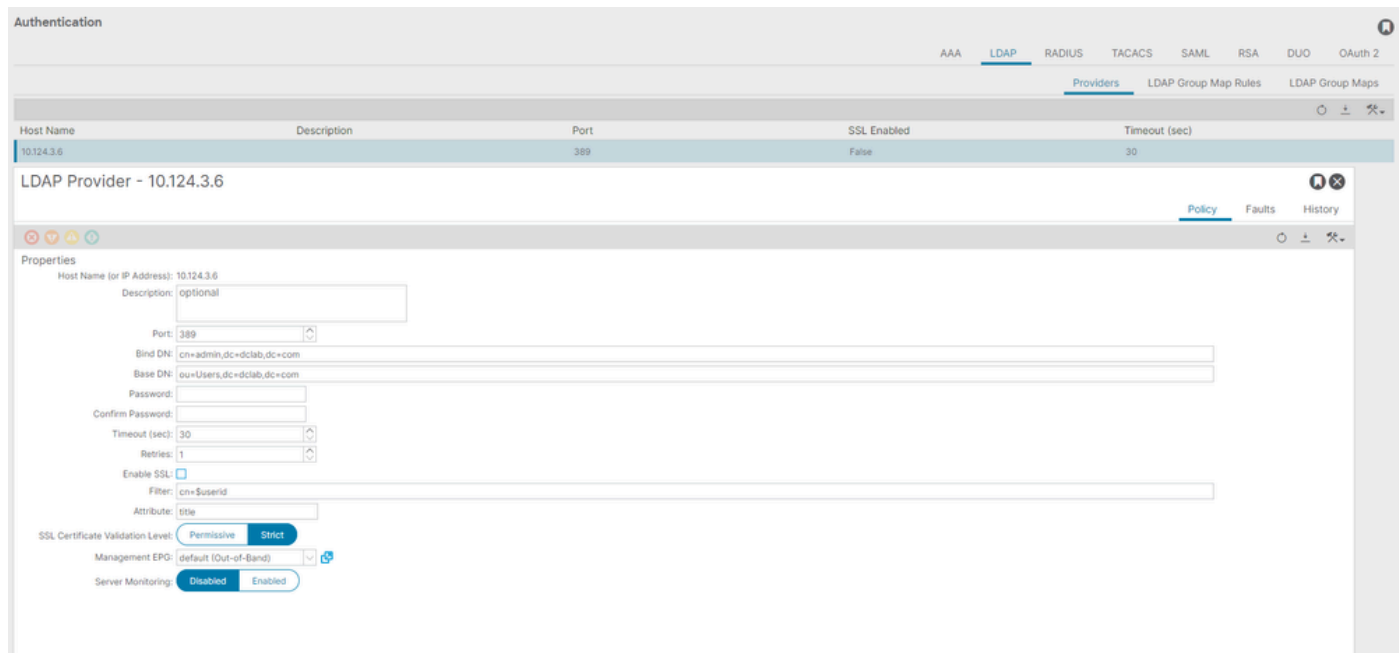 Authentication
AAA LDAP RADIUS TACACS SAML RSA DUO OAuth 2
Providers LDAP Group Map Rules LDAP Group Maps
Host Name Description Port SSL Enabled Timeout (sec)
10.124.3.6 389 False 30
LDAP Provider - 10.124.3.6
Policy Faults History
Properties
Host Name (or IP Address): 10.124.3.6
Description: optional
Port: 389
Bind DN: cn=admin,dc=dclab,dc=com
Base DN: ou=Users,dc=dclab,dc=com
Password:
Confirm Password:
Timeout (sec): 30
Retries: 1
Enable SSL:
Filter: cn=$userid
Attribute: title
SSL Certificate Validation Level: Permissive Strict
Management EPG: default (Out-of-Band)
Server Monitoring: Disabled Enabled